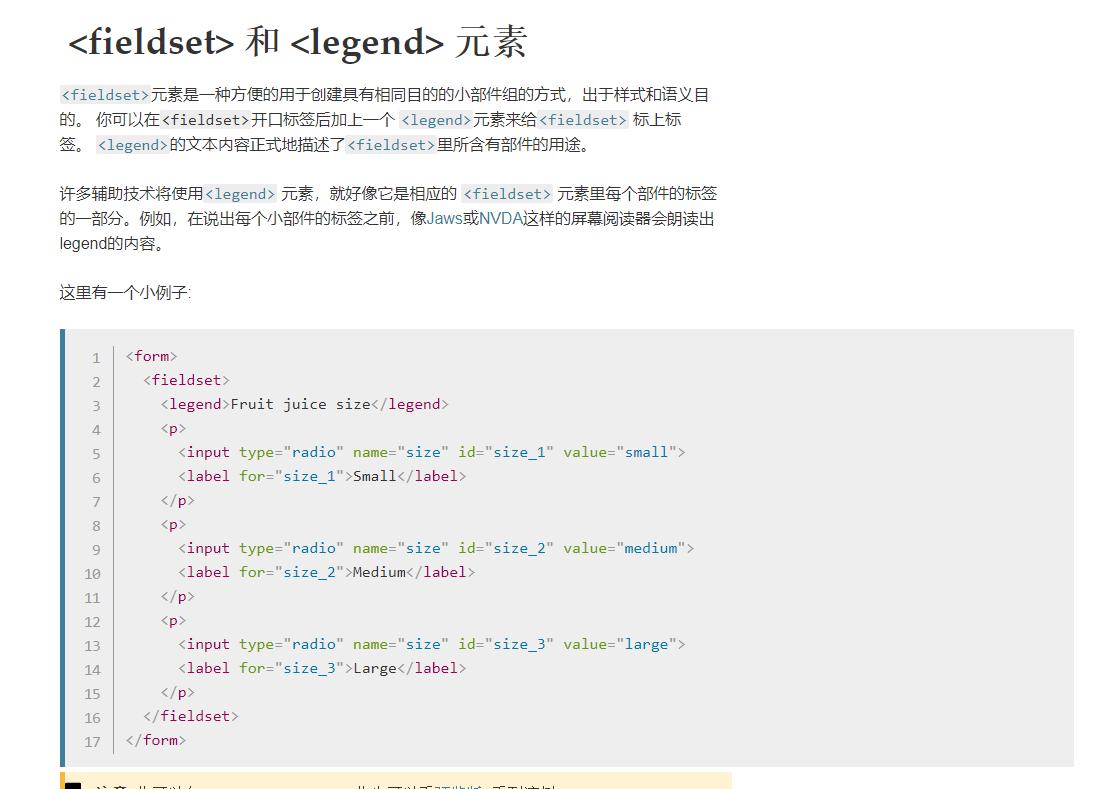 <fieldset> 和 <legend> 元素
<fieldset>元素是一种方便的用于创建具有相同目的的小部件组的方式，出于样式和语义目
的。 你可以在<fieldset>开口标签后加上一个 <legend>元素来给<fieldset> 标上标
签。 <legend>的文本内容正式地描述了<fieldset>里所含有部件的用途。
许多辅助技术将使用<legend> 元素，就好像它是相应的 <fieldset> 元素里每个部件的标签
的一部分。例如，在说出每个小部件的标签之前，像Jaws或NVDA这样的屏幕阅读器会朗读出
legend的内容。
这里有一个小例子:
1 <form>
2 <fieldset>
3 <legend>Fruit juice size</legend>
4 <p>
5 <input type="radio" name="size" id="size_1" value="small">
6 <label for="size_1">Small</label>
7 </p>
8 <p>
9 <input type="radio" name="size" id="size_2" value="medium">
10 <label for="size_2">Medium</label>
11 </p>
12 <p>
13 <input type="radio" name="size" id="size_3" value="large">
14 <label for="size_3">Large</label>
15 </p>
16 </fieldset>
17 </form>